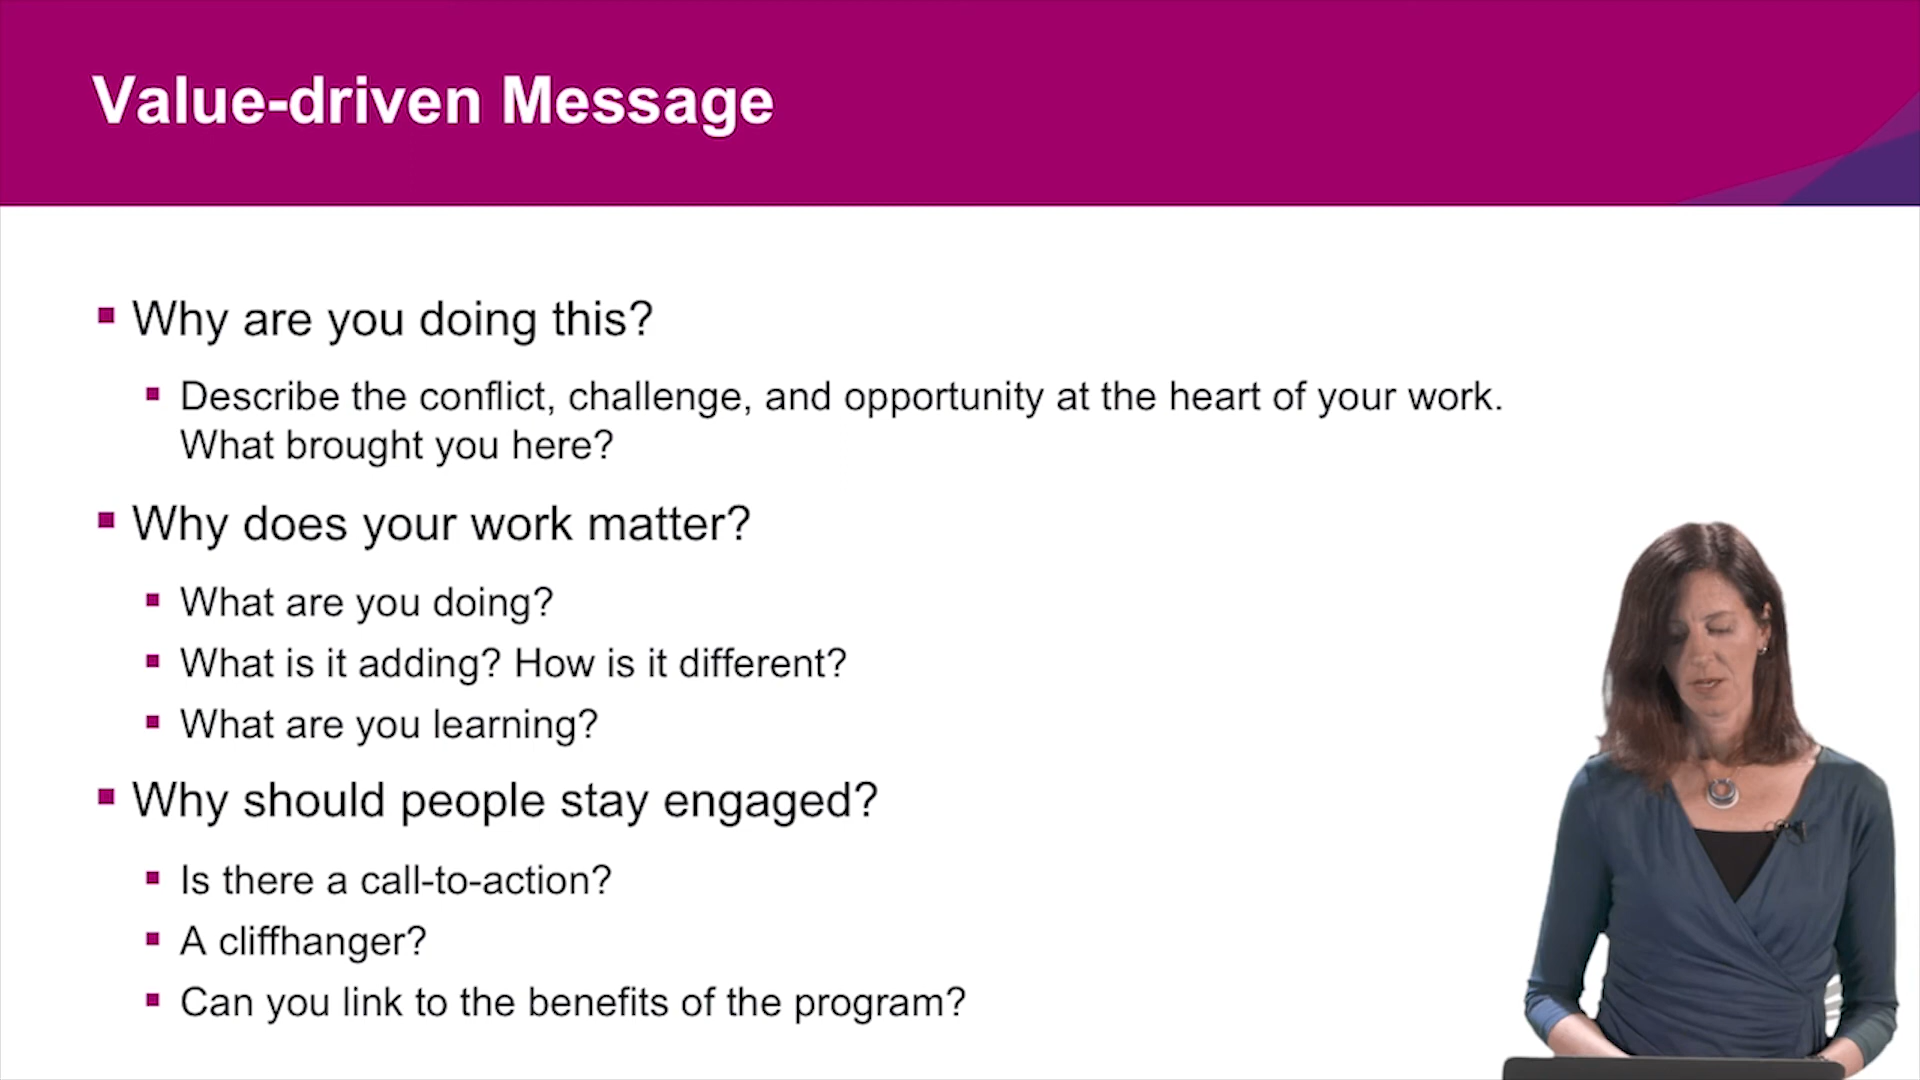 Value-driven Message
Why are you doing this?
Describe the conflict, challenge, and opportunity at the heart of your work.
What brought you here?
Why does your work matter?
What are you doing?
What is it adding? How is it different?
What are you learning?
Why should people stay engaged?
Is there a call-to-action?
A cliffhanger?
Can you link to the benefits of the program?